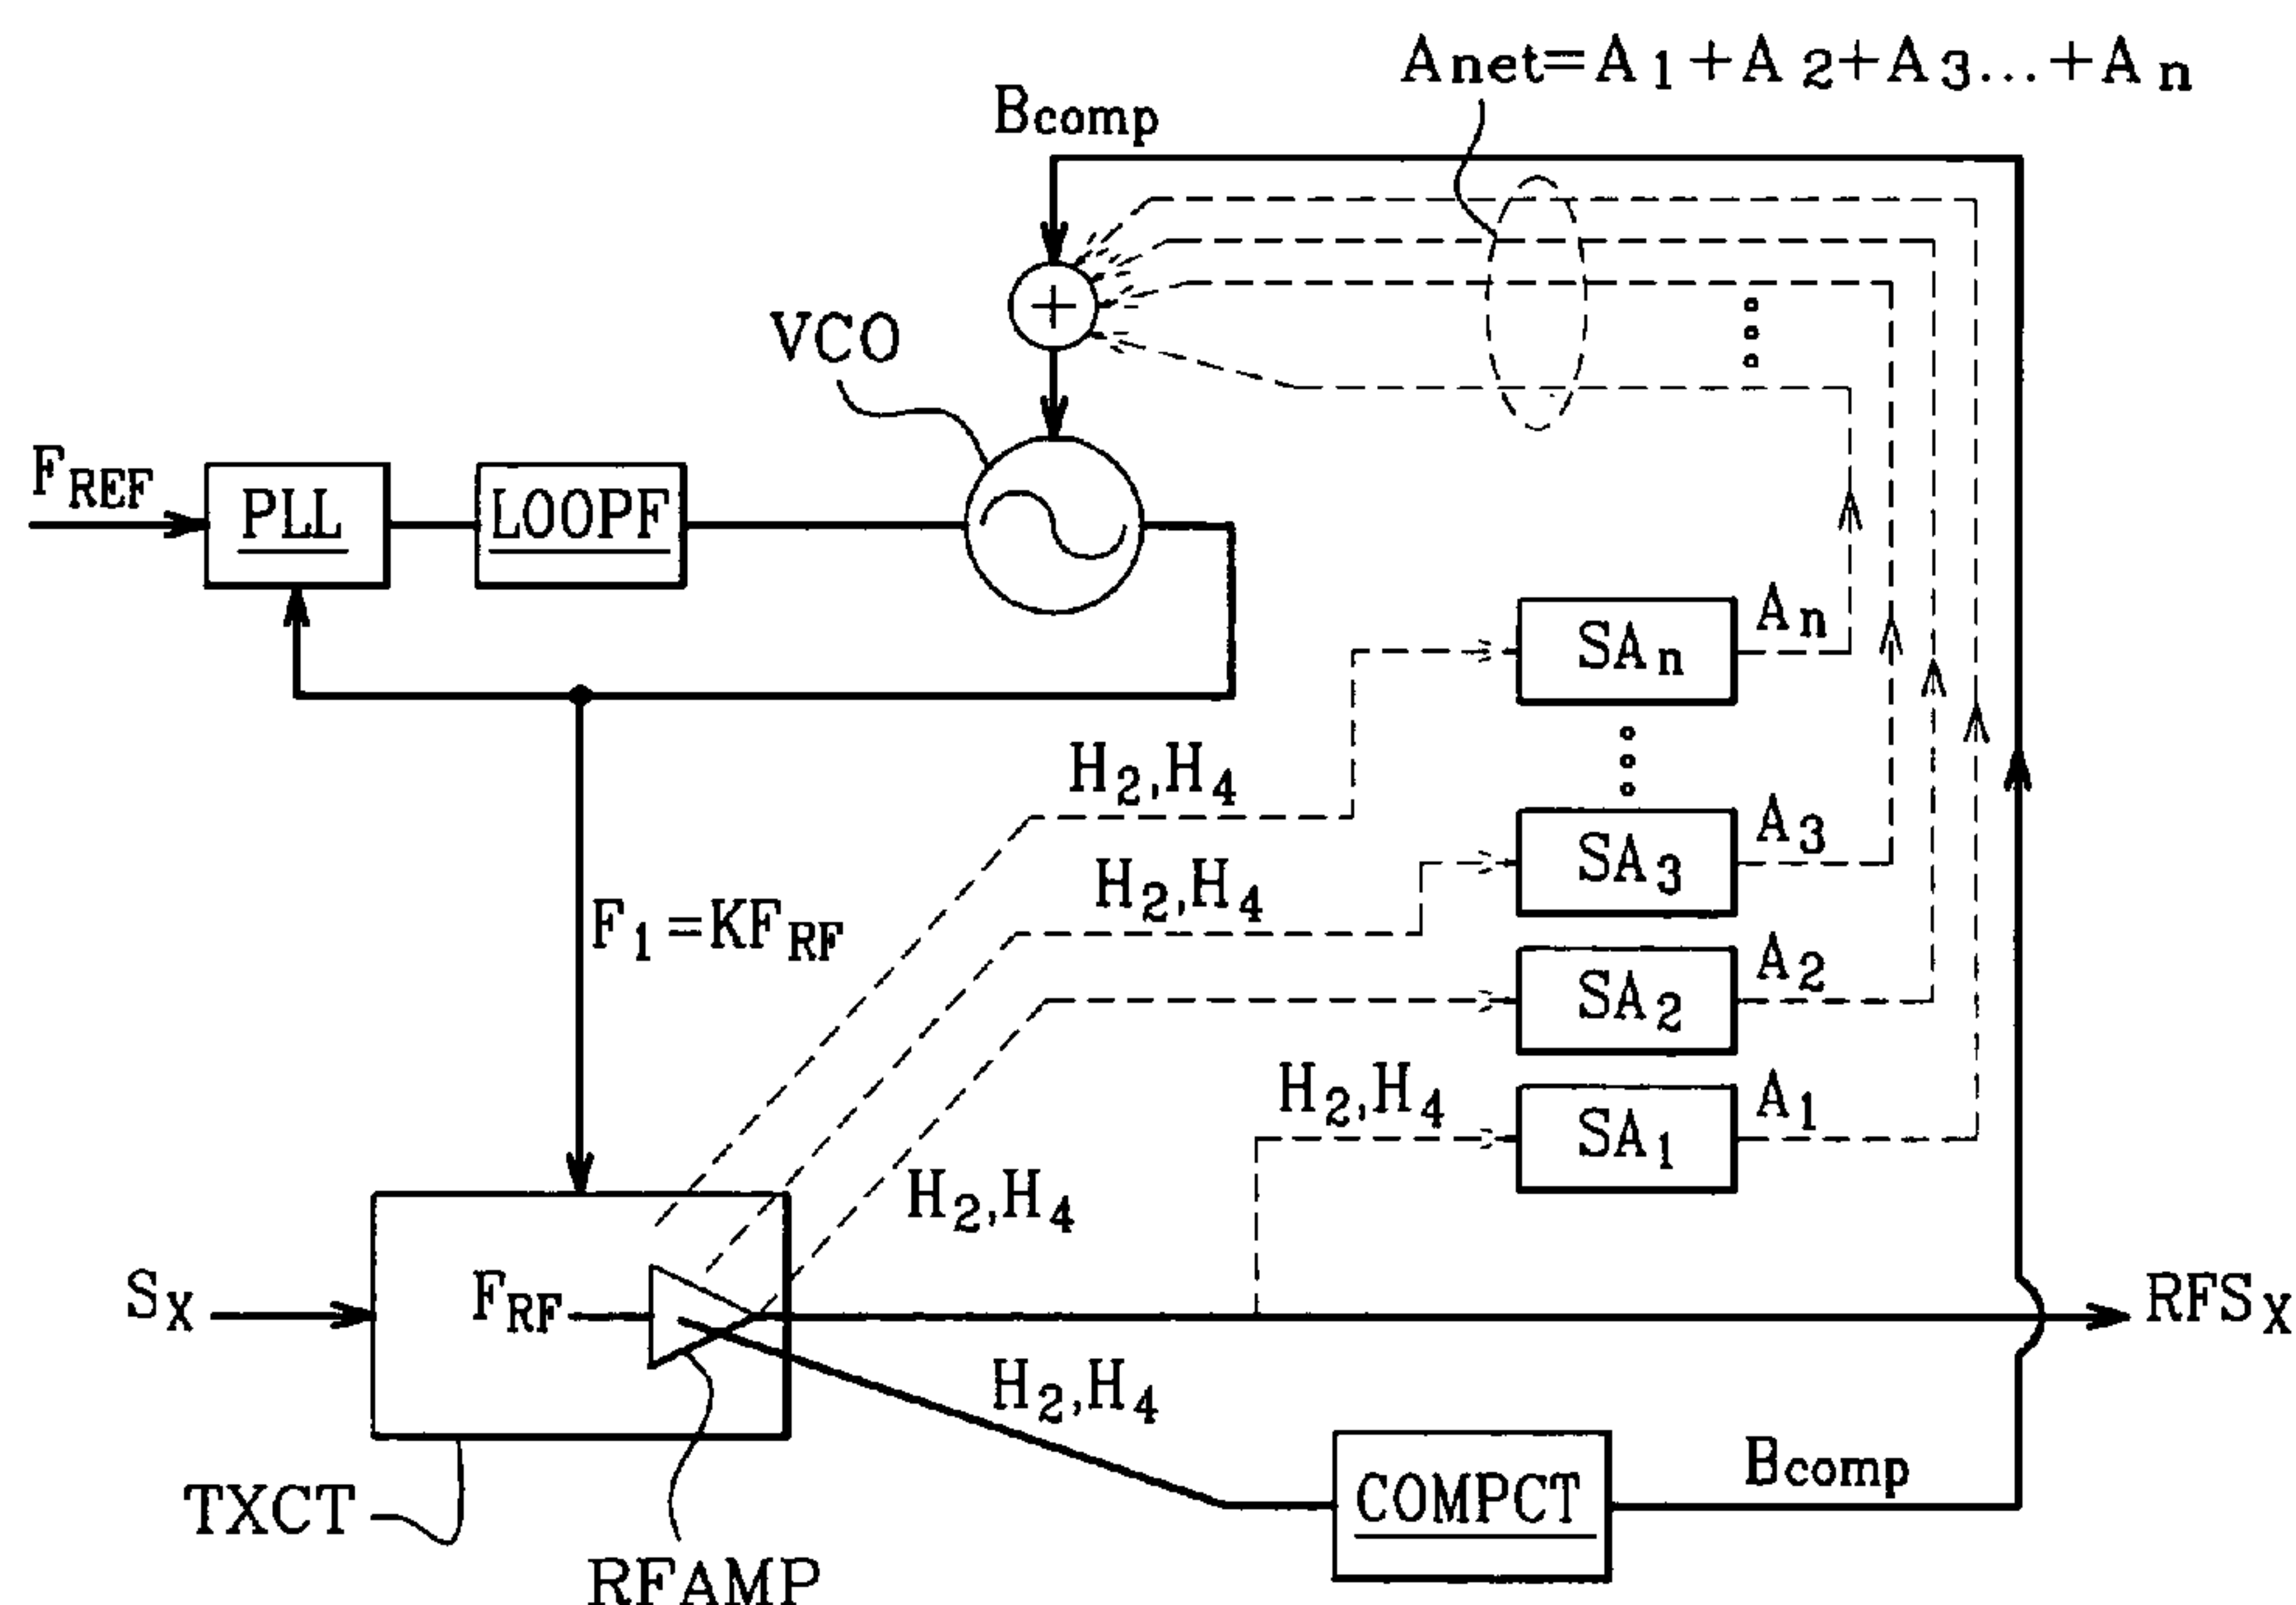 Anet=A1+A2+A3...+An
Bcomp
+
VCO
FREF
PLL
LOOPF
An
SAn
H2,H4
A3
SA3
H2,H4
F1=KFRF
A2
SA2
A1
H2,H4
SA1
H2,H4
SX
FRF
RFSX
H2,H4
Bcomp
COMPCT
TXCT
RFAMP